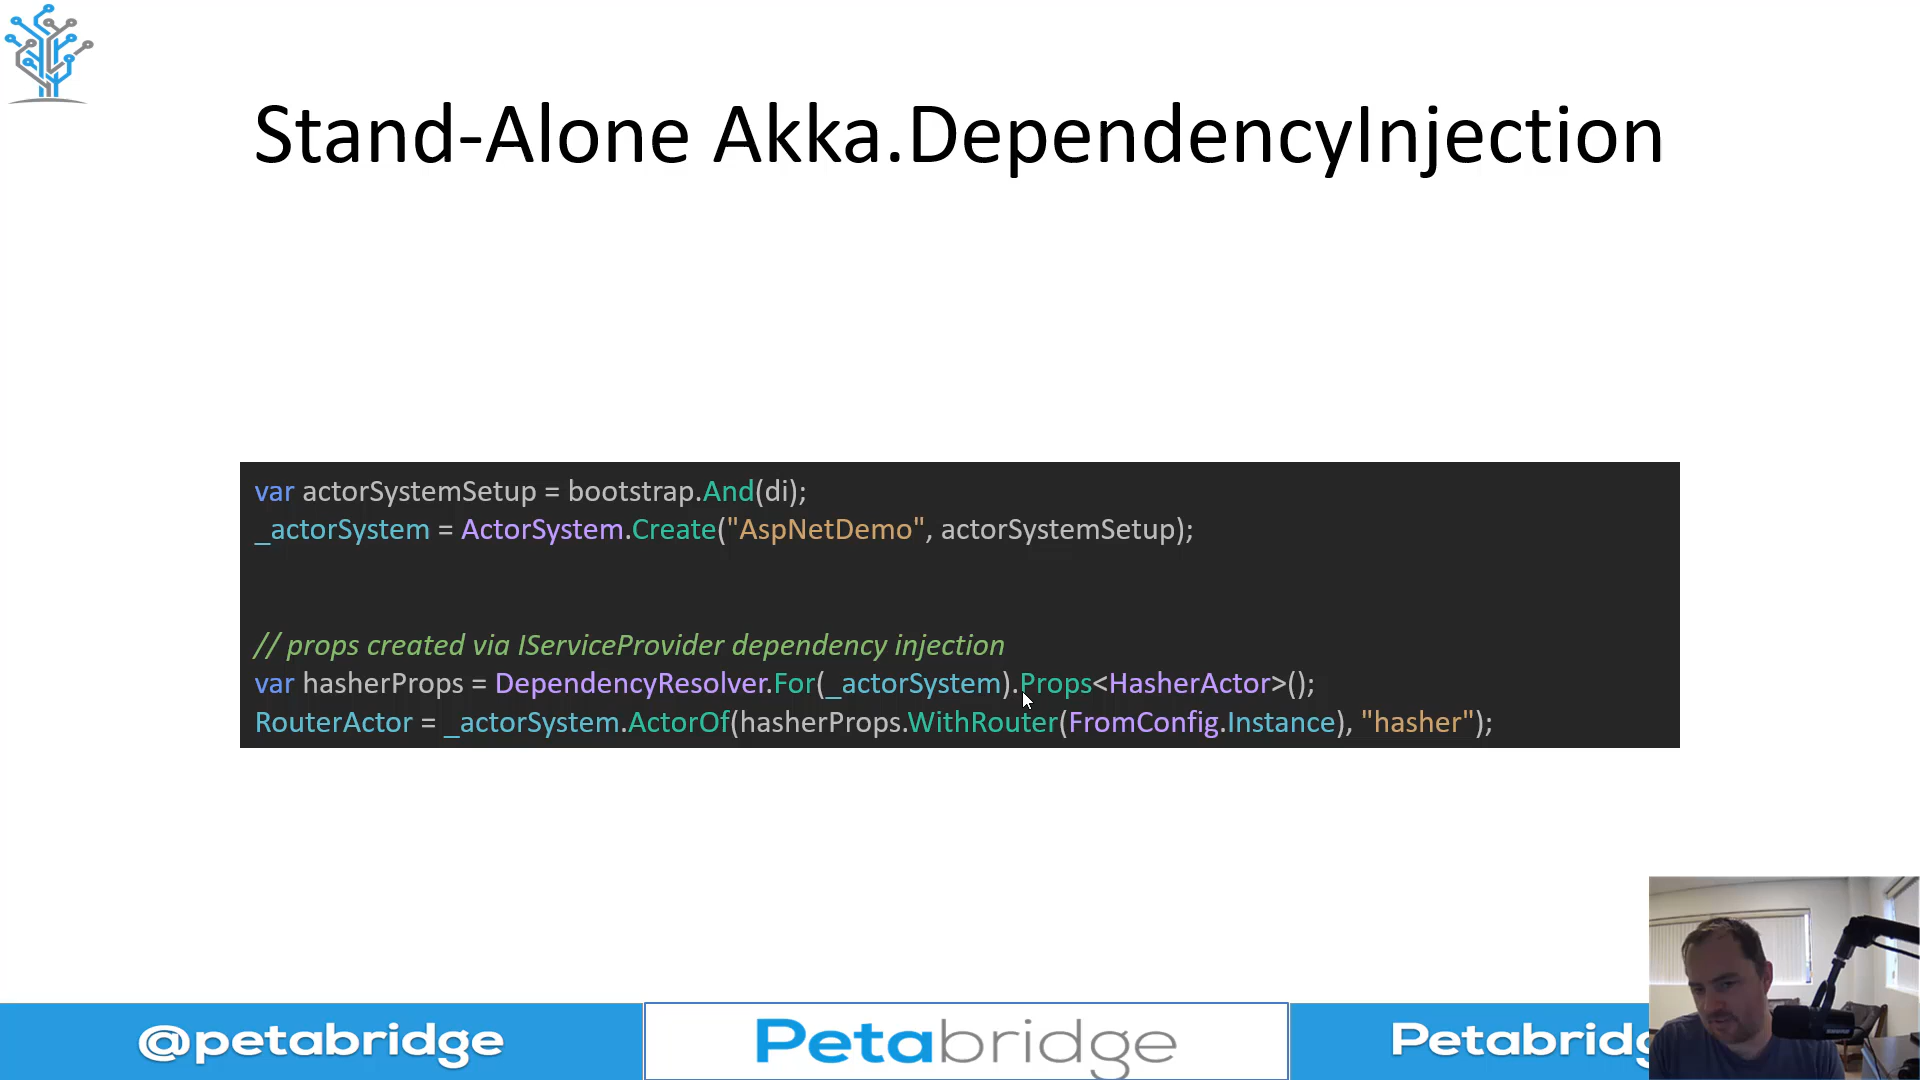 Stand-Alone Akka.DependencyInjection
var actorSystemSetup = bootstrap.And(di);
_actorSystem = ActorSystem.Create("AspNetDemo", actorSystemSetup);
// props created via IServiceProvider dependency injection
var hasherProps = DependencyResolver.For(_actorSystem).Props<HasherActor>();
RouterActor = _actorSystem.ActorOf(hasherProps.WithRouter(FromConfig.Instance), "hasher");
@petabridge
Petabridge